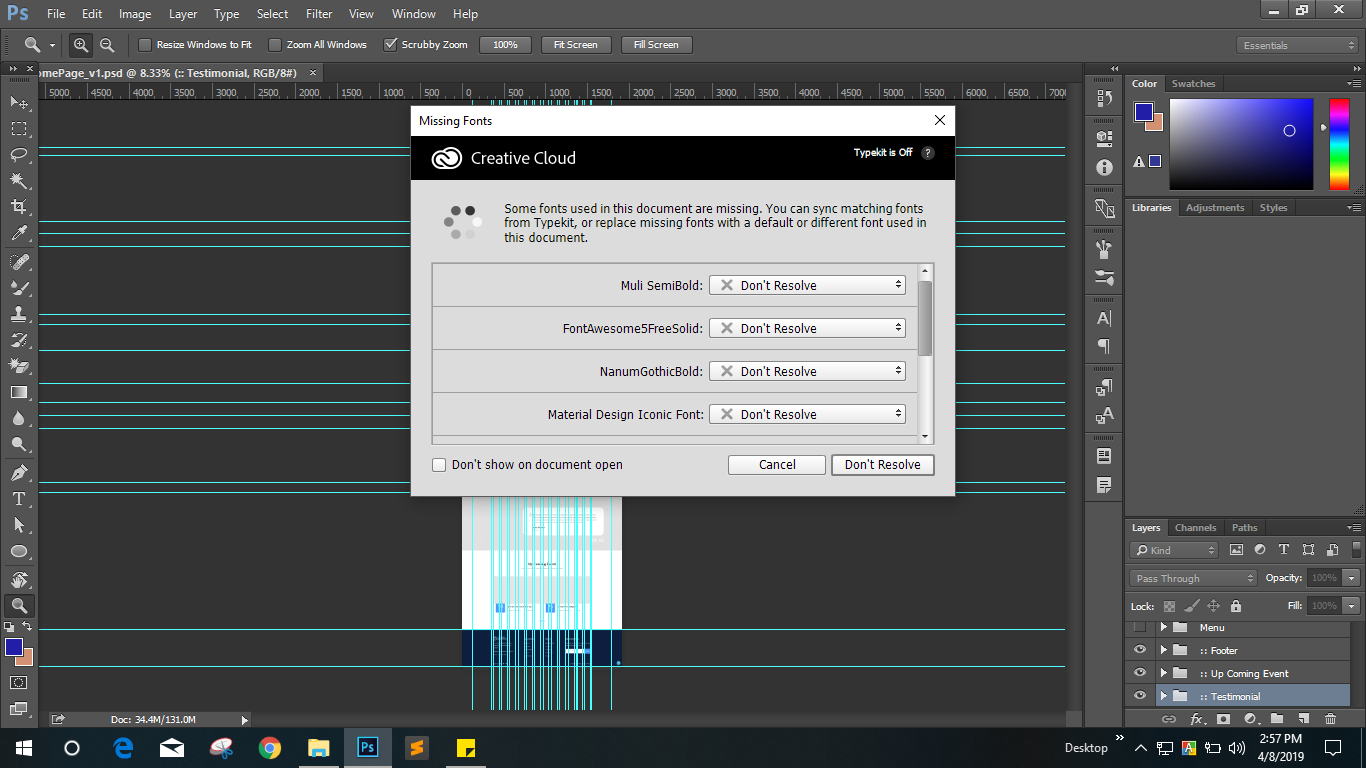 Ps File Edit Image Layer Type Select Filter View Window Help
Resize Windows to Fit Zoom All Windows Scrubby Zoom 100% Fit Screen Fill Screen Essentials
omePage_v1.psd @ 8.33% (:: Testimonial, RGB/8#)
5000 4500 4000 3500 3000 2500 2000 1500 1000 500 0 500 1000 1500 2000 2500 3000 3500 4000 4500 5000 5500 6000 6500 7000
Missing Fonts
Creative Cloud
Typekit is Off ?
Some fonts used in this document are missing. You can sync matching fonts
from Typekit, or replace missing fonts with a default or different font used in
this document.
Muli SemiBold: Don't Resolve
FontAwesome5FreeSolid: Don't Resolve
NanumGothicBold: Don't Resolve
Material Design Iconic Font: Don't Resolve
Don't show on document open
Cancel
Don't Resolve
Color Swatches
Libraries Adjustments Styles
Layers Channels Paths
Kind
Pass Through Opacity: 100%
Lock: Fill: 100%
Menu
:: Footer
:: Up Coming Event
:: Testimonial
fx
Doc: 34.4M/131.0M
Ps
Desktop
2:57 PM
4/8/2019